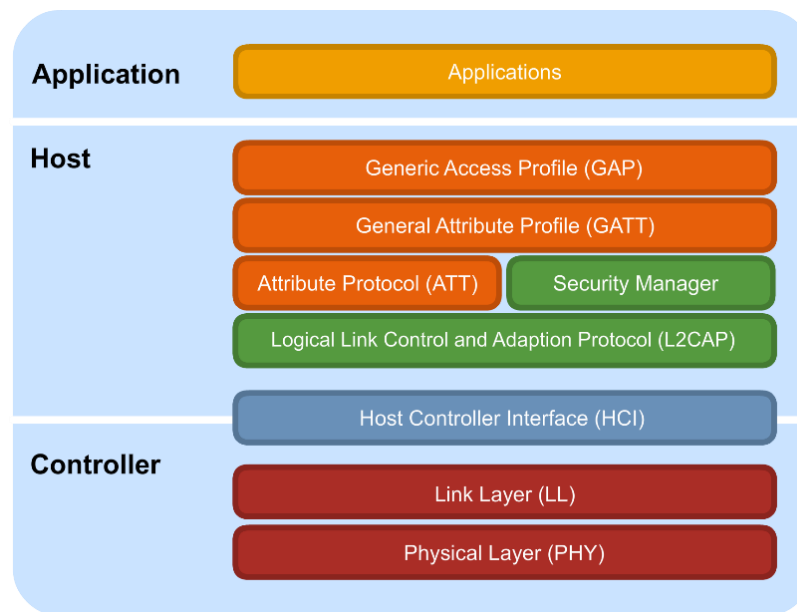 Application
Applications
Host
Generic Access Profile (GAP)
General Attribute Profile (GATT)
Attribute Protocol (ATT)
Security Manager
Logical Link Control and Adaption Protocol (L2CAP)
Host Controller Interface (HCI)
Controller
Link Layer (LL)
Physical Layer (PHY)